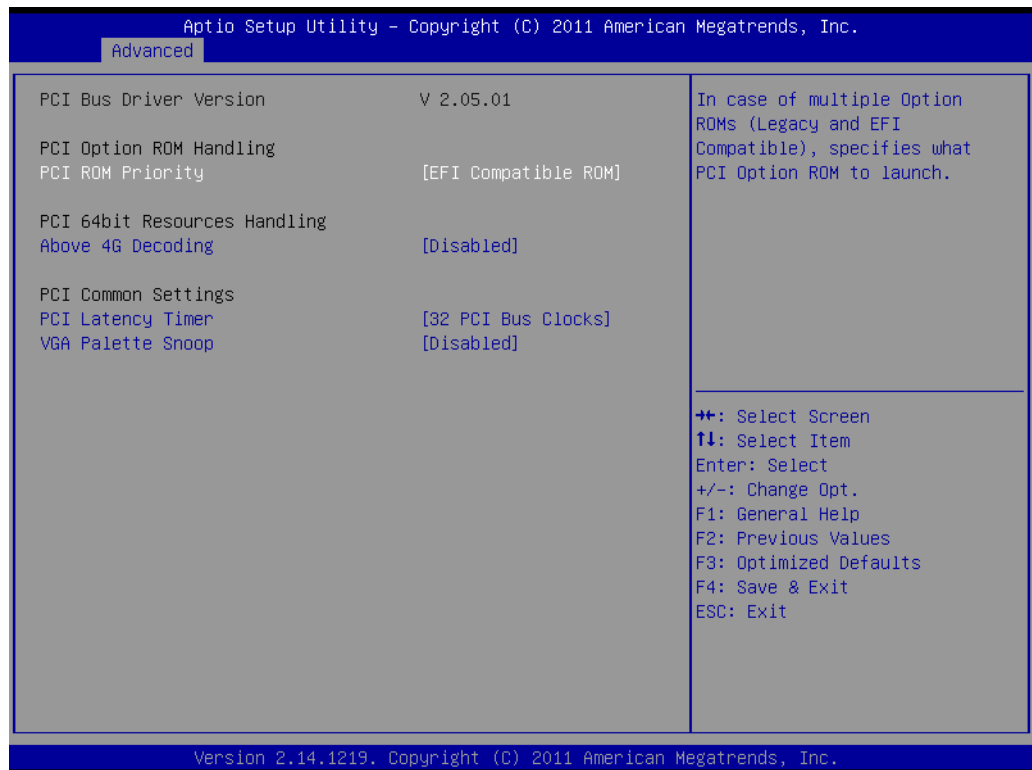 Aptio Setup Utility – Copyright (C) 2011 American Megatrends, Inc.
Advanced
PCI Bus Driver Version V 2.05.01
PCI Option ROM Handling
PCI ROM Priority [EFI Compatible ROM]
PCI 64bit Resources Handling
Above 4G Decoding [Disabled]
PCI Common Settings
PCI Latency Timer [32 PCI Bus Clocks]
VGA Palette Snoop [Disabled]
In case of multiple Option
ROMs (Legacy and EFI
Compatible), specifies what
PCI Option ROM to launch.
→←: Select Screen
↑↓: Select Item
Enter: Select
+/-: Change Opt.
F1: General Help
F2: Previous Values
F3: Optimized Defaults
F4: Save & Exit
ESC: Exit
Version 2.14.1219. Copyright (C) 2011 American Megatrends, Inc.